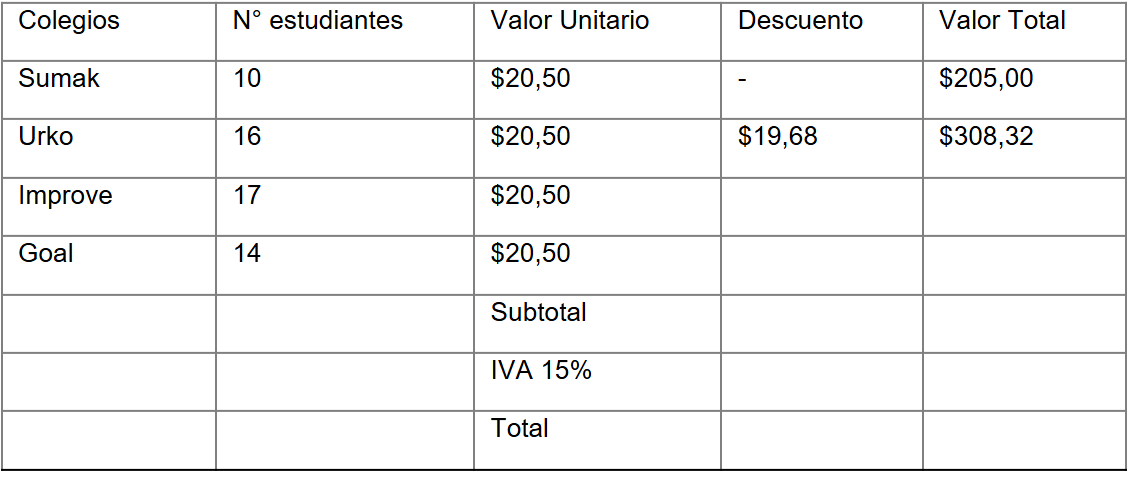 Colegios N° estudiantes Valor Unitario Descuento Valor Total
Sumak 10 $20,50 - $205,00
Urko 16 $20,50 $19,68 $308,32
Improve 17 $20,50
Goal 14 $20,50
Subtotal
IVA 15%
Total